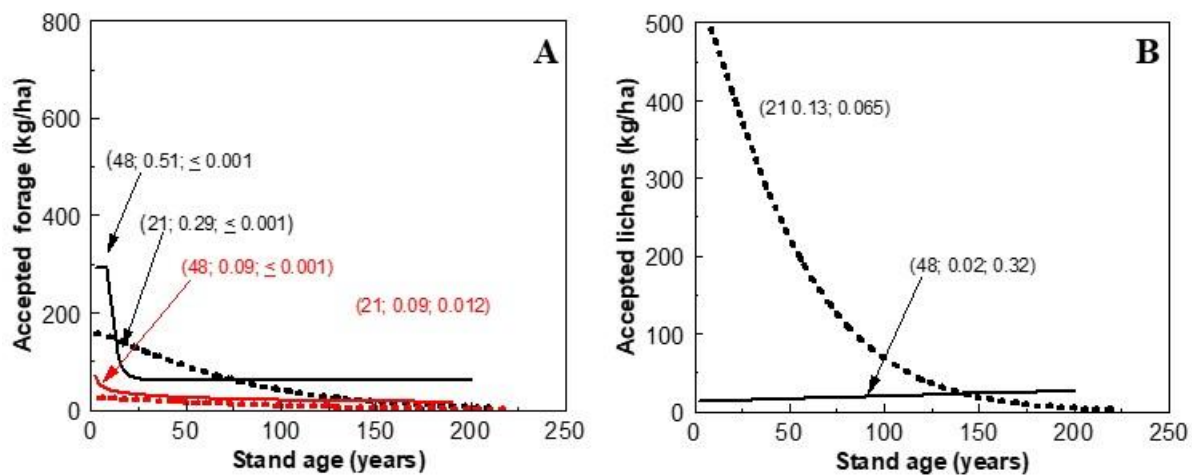 A
B
Accepted forage (kg/ha)
800
600
400
200
0
(48; 0.51; ≤ 0.001
(21; 0.29; ≤ 0.001)
(48; 0.09; ≤ 0.001)
(21; 0.09; 0.012)
0 50 100 150 200 250
Stand age (years)
Accepted lichens (kg/ha)
500
400
300
200
100
0
(21 0.13; 0.065)
(48; 0.02; 0.32)
0 50 100 150 200 250
Stand age (years)